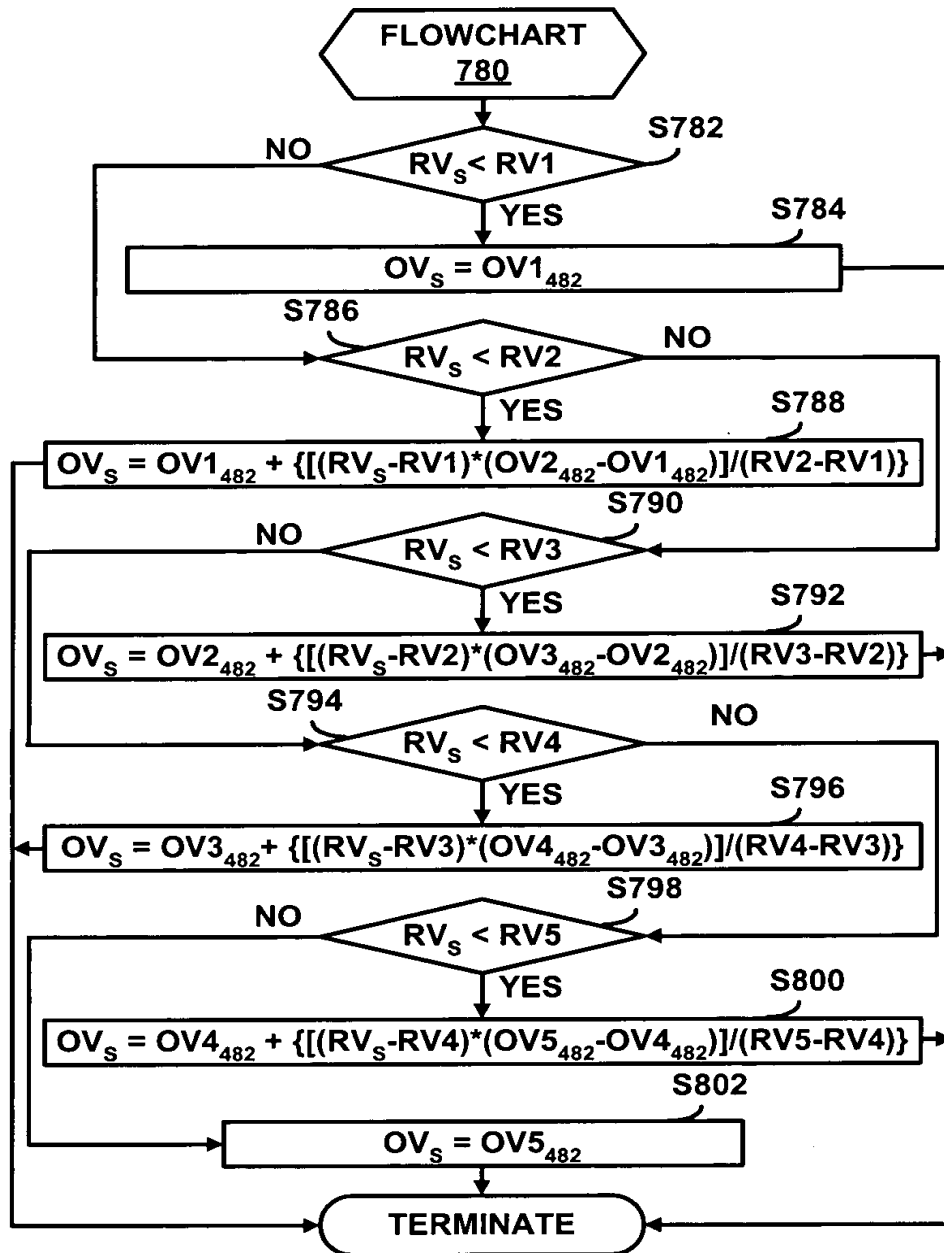 FLOWCHART
780
S782
NO
RVS< RV1
YES
S784
OVS = OV1482
S786
NO
RVS < RV2
YES
S788
OVS = OV1482 + {[(RVS-RV1)*(OV2482-OV1482)]/(RV2-RV1)}
S790
NO
RVS < RV3
YES
S792
OVS = OV2482 + {[(RVS-RV2)*(OV3482-OV2482)]/(RV3-RV2)}
S794
NO
RVS < RV4
YES
S796
OVS = OV3482+ {[(RVS-RV3)*(OV4482-OV3482)]/(RV4-RV3)}
S798
NO
RVS < RV5
YES
S800
OVS = OV4482 + {[(RVS-RV4)*(OV5482-OV4482)]/(RV5-RV4)}
S802
OVS = OV5482
TERMINATE